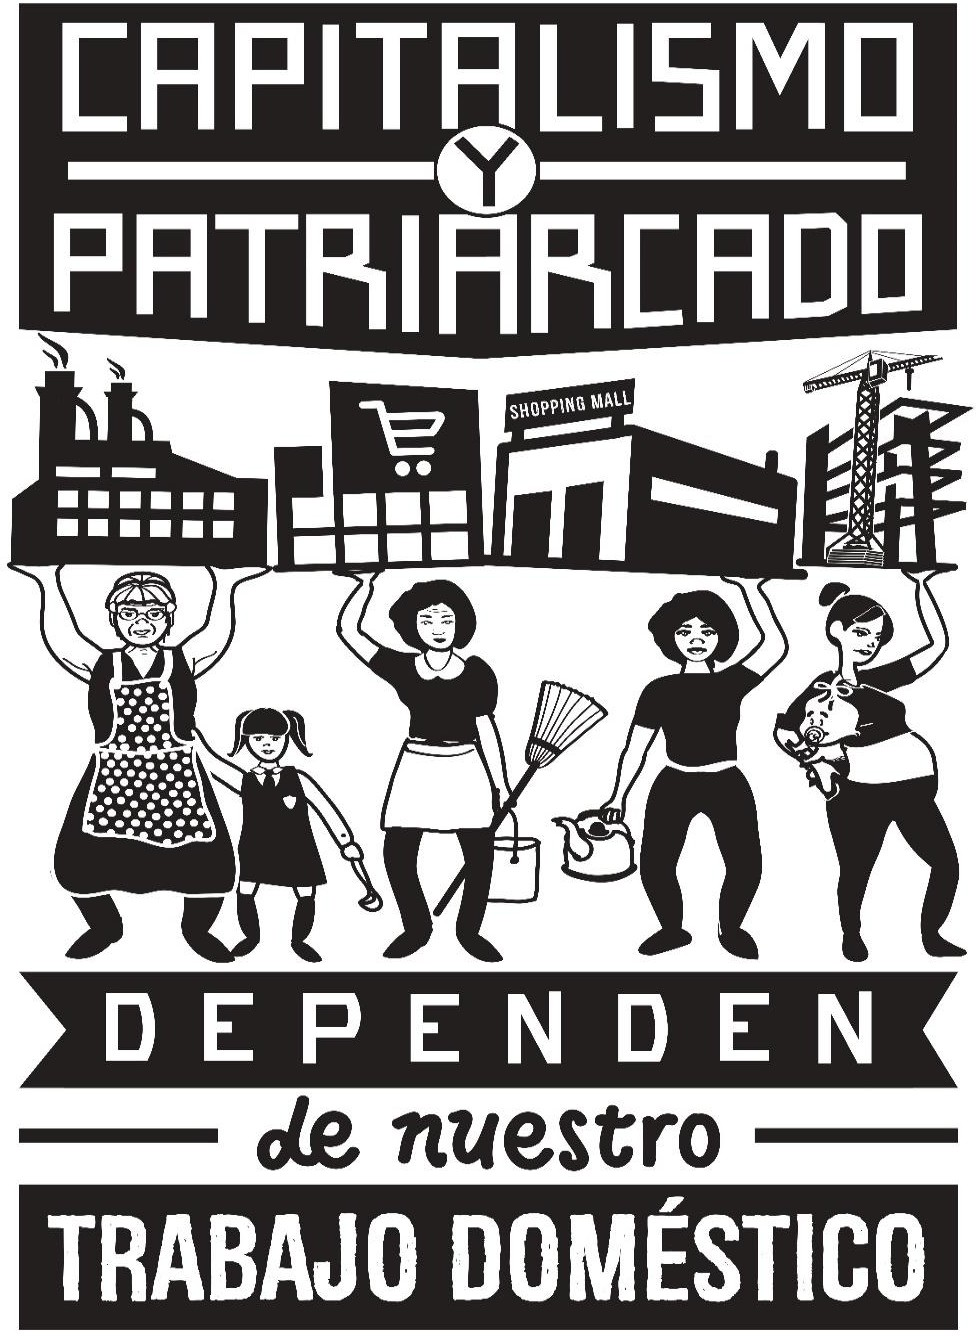 CAPITALISMO
Y
PATRIARCADO
SHOPPING MALL
DEPENDEN
de nuestro
TRABAJO DOMÉSTICO